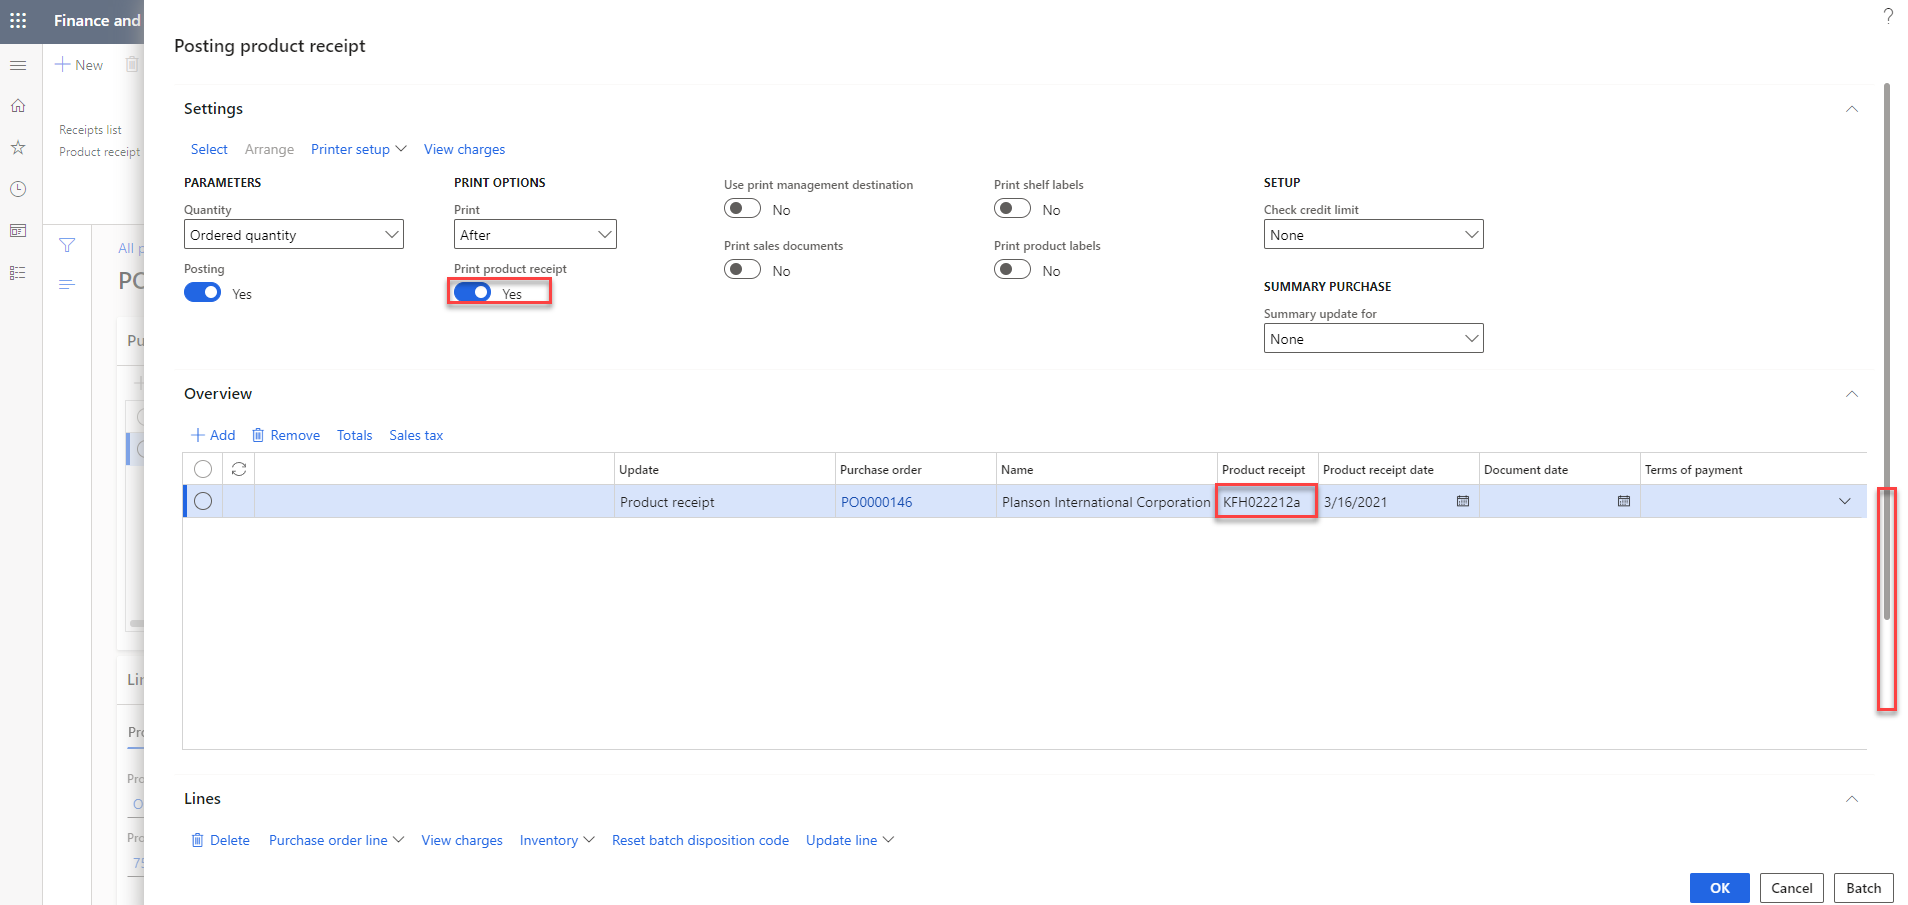 Finance and
?
Posting product receipt
New
Receipts list
Product receipt
All p
PO
Pu
Lin
Pro
Pro
O
Pro
75
Settings
Select Arrange Printer setup View charges
PARAMETERS
Quantity
Ordered quantity
Posting
Yes
PRINT OPTIONS
Print
After
Print product receipt
Yes
Use print management destination
No
Print sales documents
No
Print shelf labels
No
Print product labels
No
SETUP
Check credit limit
None
SUMMARY PURCHASE
Summary update for
None
Overview
Add Remove Totals Sales tax
Update Purchase order Name Product receipt Product receipt date Document date Terms of payment
Product receipt PO0000146 Planson International Corporation KFH022212a 3/16/2021
Lines
Delete Purchase order line View charges Inventory Reset batch disposition code Update line
OK Cancel Batch